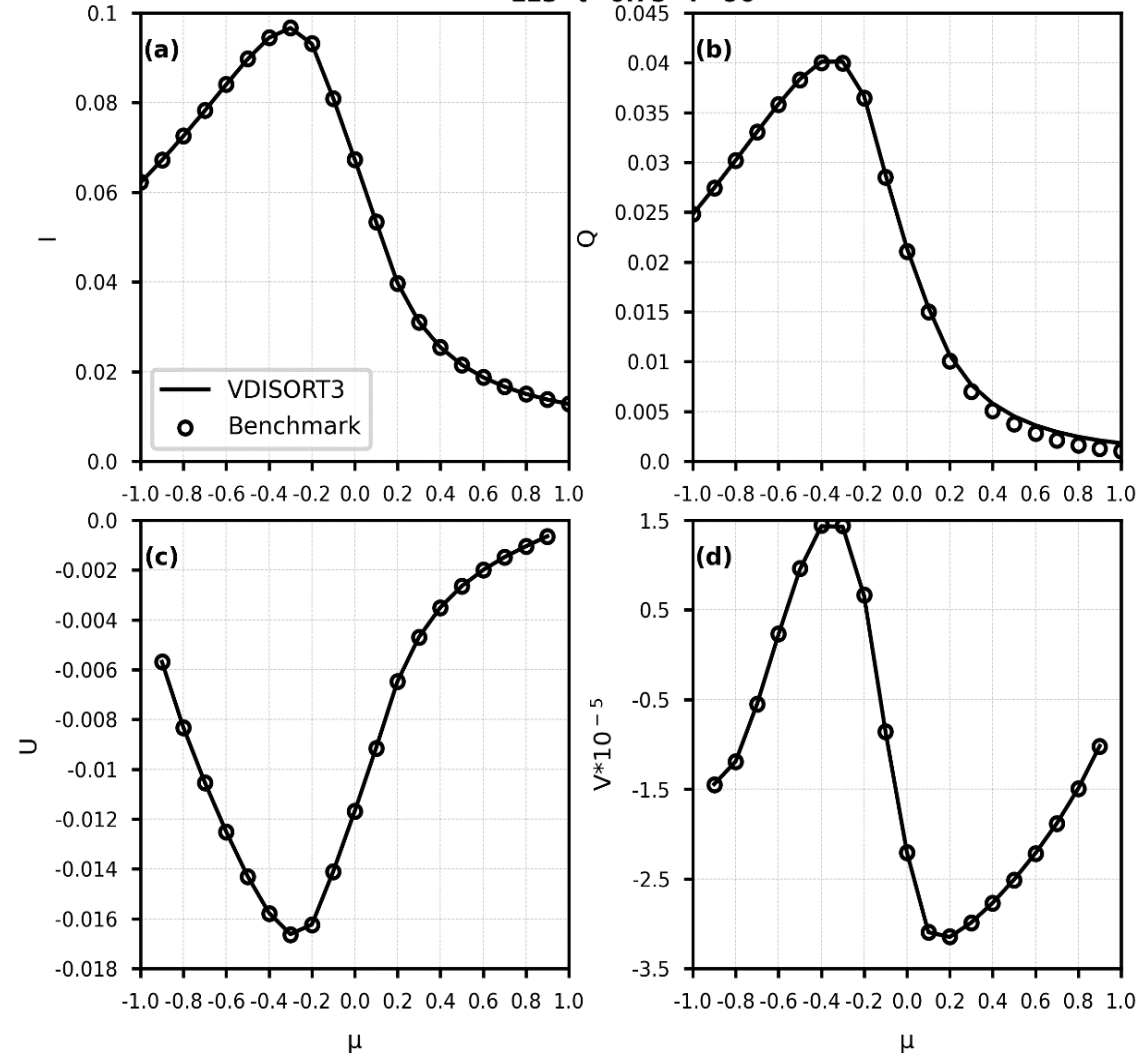 (a)
I
0.1
0.08
0.06
0.04
0.02
0.0
VDISORT3
Benchmark
-1.0 -0.8 -0.6 -0.4 -0.2 0.0 0.2 0.4 0.6 0.8 1.0
(b)
Q
0.045
0.04
0.035
0.03
0.025
0.02
0.015
0.01
0.005
0.0
-1.0 -0.8 -0.6 -0.4 -0.2 0.0 0.2 0.4 0.6 0.8 1.0
(c)
U
0.0
-0.002
-0.004
-0.006
-0.008
-0.01
-0.012
-0.014
-0.016
-0.018
-1.0 -0.8 -0.6 -0.4 -0.2 0.0 0.2 0.4 0.6 0.8 1.0
μ
(d)
V*10⁻⁵
1.5
0.5
-0.5
-1.5
-2.5
-3.5
-1.0 -0.8 -0.6 -0.4 -0.2 0.0 0.2 0.4 0.6 0.8 1.0
μ